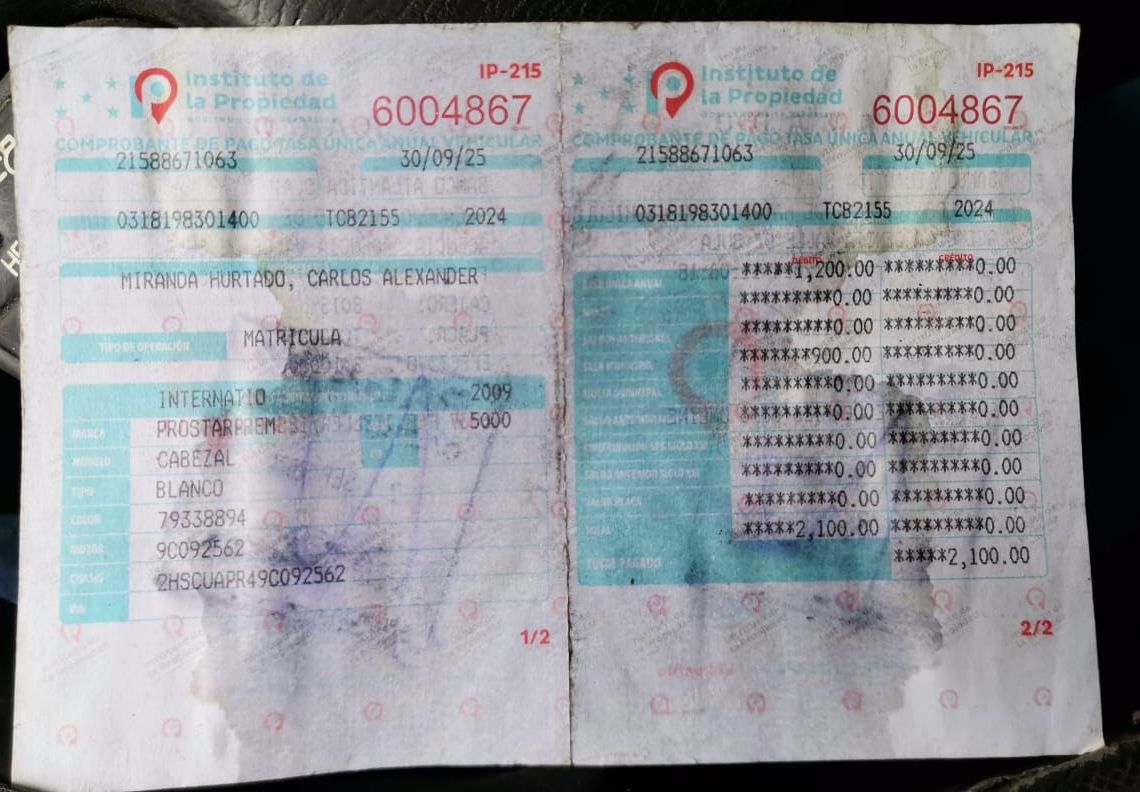 IP-215
Instituto de
la Propiedad
6004867
COMPROBANTE DE PAGO TASA ÚNICA ANUAL VEHICULAR
21588671063 30/09/25
0318198301400 TCB2155 2024
MIRANDA HURTADO, CARLOS ALEXANDER
TIPO DE OPERACIÓN MATRICULA
INTERNATIO 2009
MARCA PROSTARPREM 5000
MODELO CABEZAL
TIPO BLANCO
COLOR 79338894
MOTOR 9C092562
CHASIS 2HSCUAPR49C092562
VIN
1/2
IP-215
Instituto de
la Propiedad
6004867
COMPROBANTE DE PAGO TASA ÚNICA ANUAL VEHICULAR
21588671063 30/09/25
0318198301400 TCB2155 2024
DÉBITO CRÉDITO
TASA ÚNICA ANUAL *****1,200.00 *********0.00
*********0.00 *********0.00
*********0.00 *********0.00
TASA MUNICIPAL *******900.00 *********0.00
MULTA MUNICIPAL *********0.00 *********0.00
*********0.00 *********0.00
*********0.00 *********0.00
*********0.00 *********0.00
VALOR PLACA *********0.00 *********0.00
TOTAL *****2,100.00 *********0.00
TOTAL PAGADO *****2,100.00
2/2